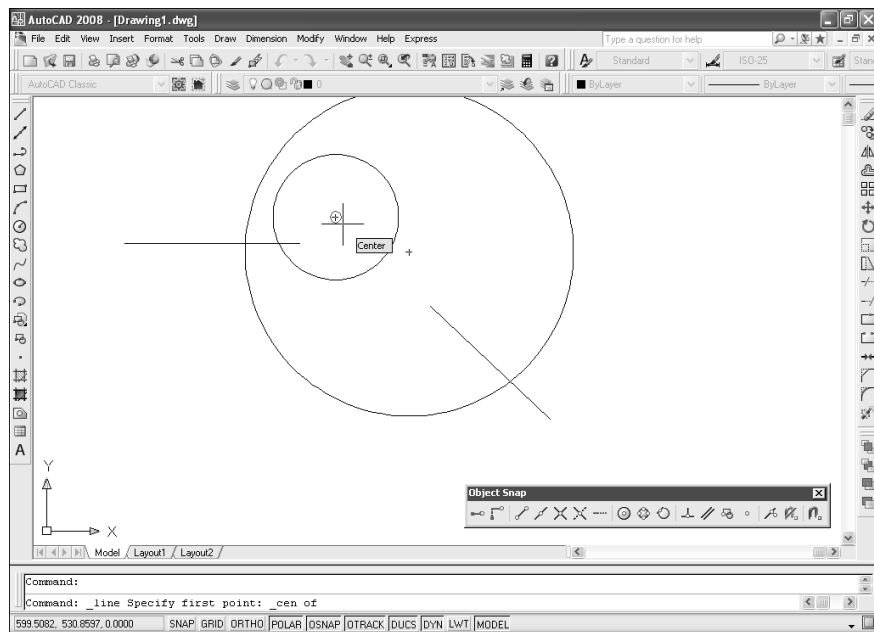 AutoCAD 2008 - [Drawing1.dwg]
File Edit View Insert Format Tools Draw Dimension Modify Window Help Express
Type a question for help
Standard
ISO-25
Stan
AutoCAD Classic
0
ByLayer
ByLayer
Center
Y
X
A
Object Snap
Model Layout1 Layout2
Command:
Command: _line Specify first point: _cen of
599.5082, 530.8597, 0.0000 SNAP GRID ORTHO POLAR OSNAP OTRACK DUCS DYN LWT MODEL